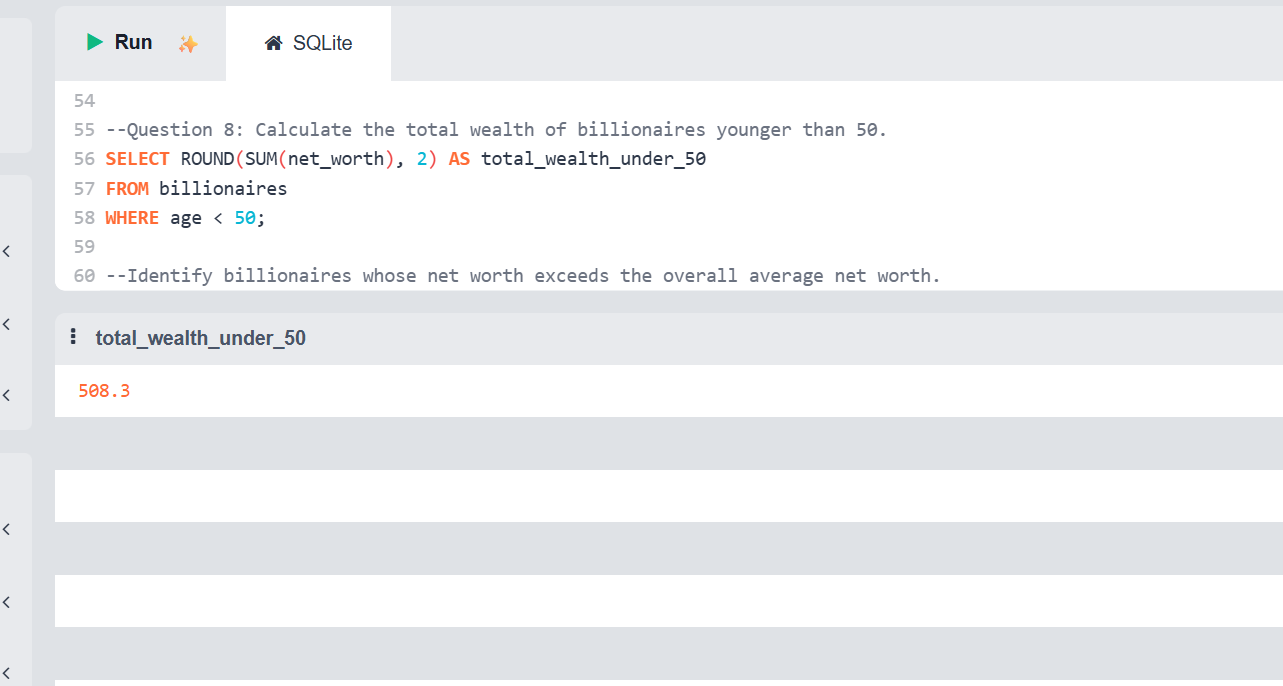 Run ✨ SQLite
54
55 --Question 8: Calculate the total wealth of billionaires younger than 50.
56 SELECT ROUND(SUM(net_worth), 2) AS total_wealth_under_50
57 FROM billionaires
58 WHERE age < 50;
59
60 --Identify billionaires whose net worth exceeds the overall average net worth.
total_wealth_under_50
508.3